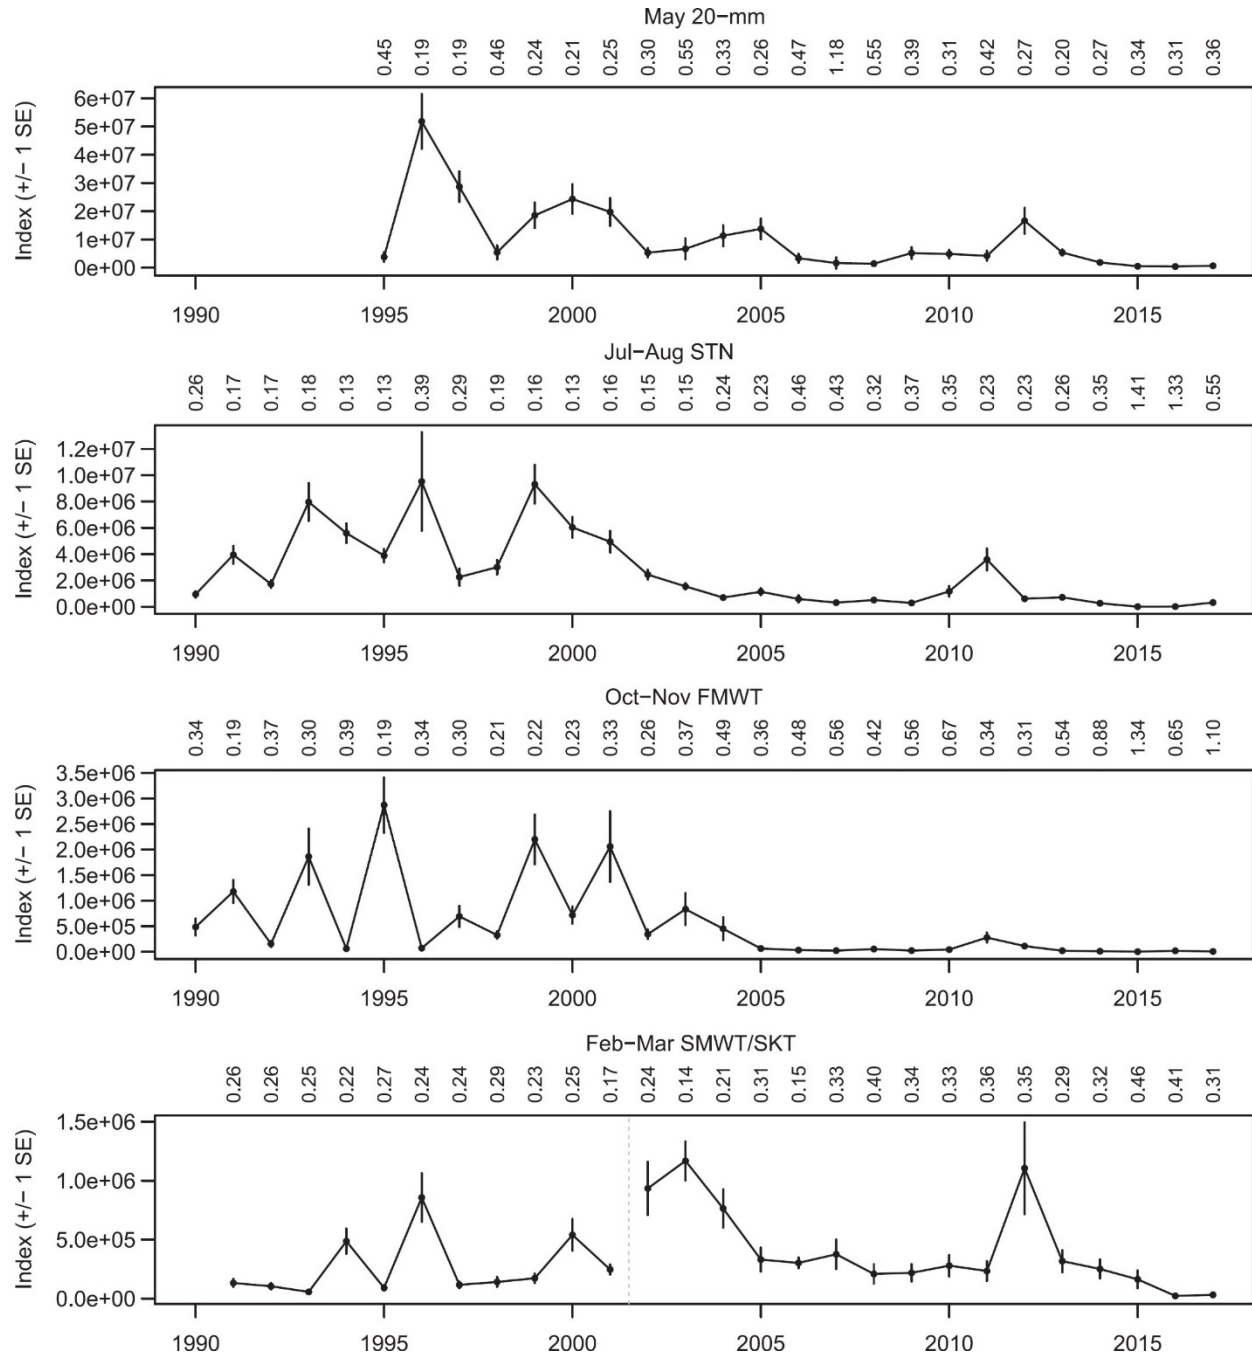 May 20−mm
0.45 0.19 0.19 0.46 0.24 0.21 0.25 0.30 0.55 0.33 0.26 0.47 1.18 0.55 0.39 0.31 0.42 0.27 0.20 0.27 0.34 0.31 0.36
Index (+/− 1 SE)
6e+07
5e+07
4e+07
3e+07
2e+07
1e+07
0e+00
1990 1995 2000 2005 2010 2015
Jul−Aug STN
0.26 0.17 0.17 0.18 0.13 0.13 0.39 0.29 0.19 0.16 0.13 0.16 0.15 0.15 0.24 0.23 0.46 0.43 0.32 0.37 0.35 0.23 0.23 0.26 0.35 1.41 1.33 0.55
Index (+/− 1 SE)
1.2e+07
1.0e+07
8.0e+06
6.0e+06
4.0e+06
2.0e+06
0.0e+00
1990 1995 2000 2005 2010 2015
Oct−Nov FMWT
0.34 0.19 0.37 0.30 0.39 0.19 0.34 0.30 0.21 0.22 0.23 0.33 0.26 0.37 0.49 0.36 0.48 0.56 0.42 0.56 0.67 0.34 0.31 0.54 0.88 1.34 0.65 1.10
Index (+/− 1 SE)
3.5e+06
3.0e+06
2.5e+06
2.0e+06
1.5e+06
1.0e+06
5.0e+05
0.0e+00
1990 1995 2000 2005 2010 2015
Feb−Mar SMWT/SKT
0.26 0.26 0.25 0.22 0.27 0.24 0.24 0.29 0.23 0.25 0.17 0.24 0.14 0.21 0.31 0.15 0.33 0.40 0.34 0.33 0.36 0.35 0.29 0.32 0.46 0.41 0.31
Index (+/− 1 SE)
1.5e+06
1.0e+06
5.0e+05
0.0e+00
1990 1995 2000 2005 2010 2015